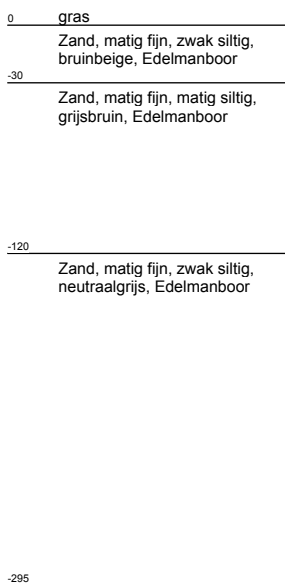 0 gras
Zand, matig fijn, zwak siltig,
bruinbeige, Edelmanboor
-30
Zand, matig fijn, matig siltig,
grijsbruin, Edelmanboor
-120
Zand, matig fijn, zwak siltig,
neutraalgrijs, Edelmanboor
-295